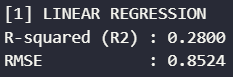 [1] LINEAR REGRESSION
R-squared (R2) : 0.2800
RMSE           : 0.8524